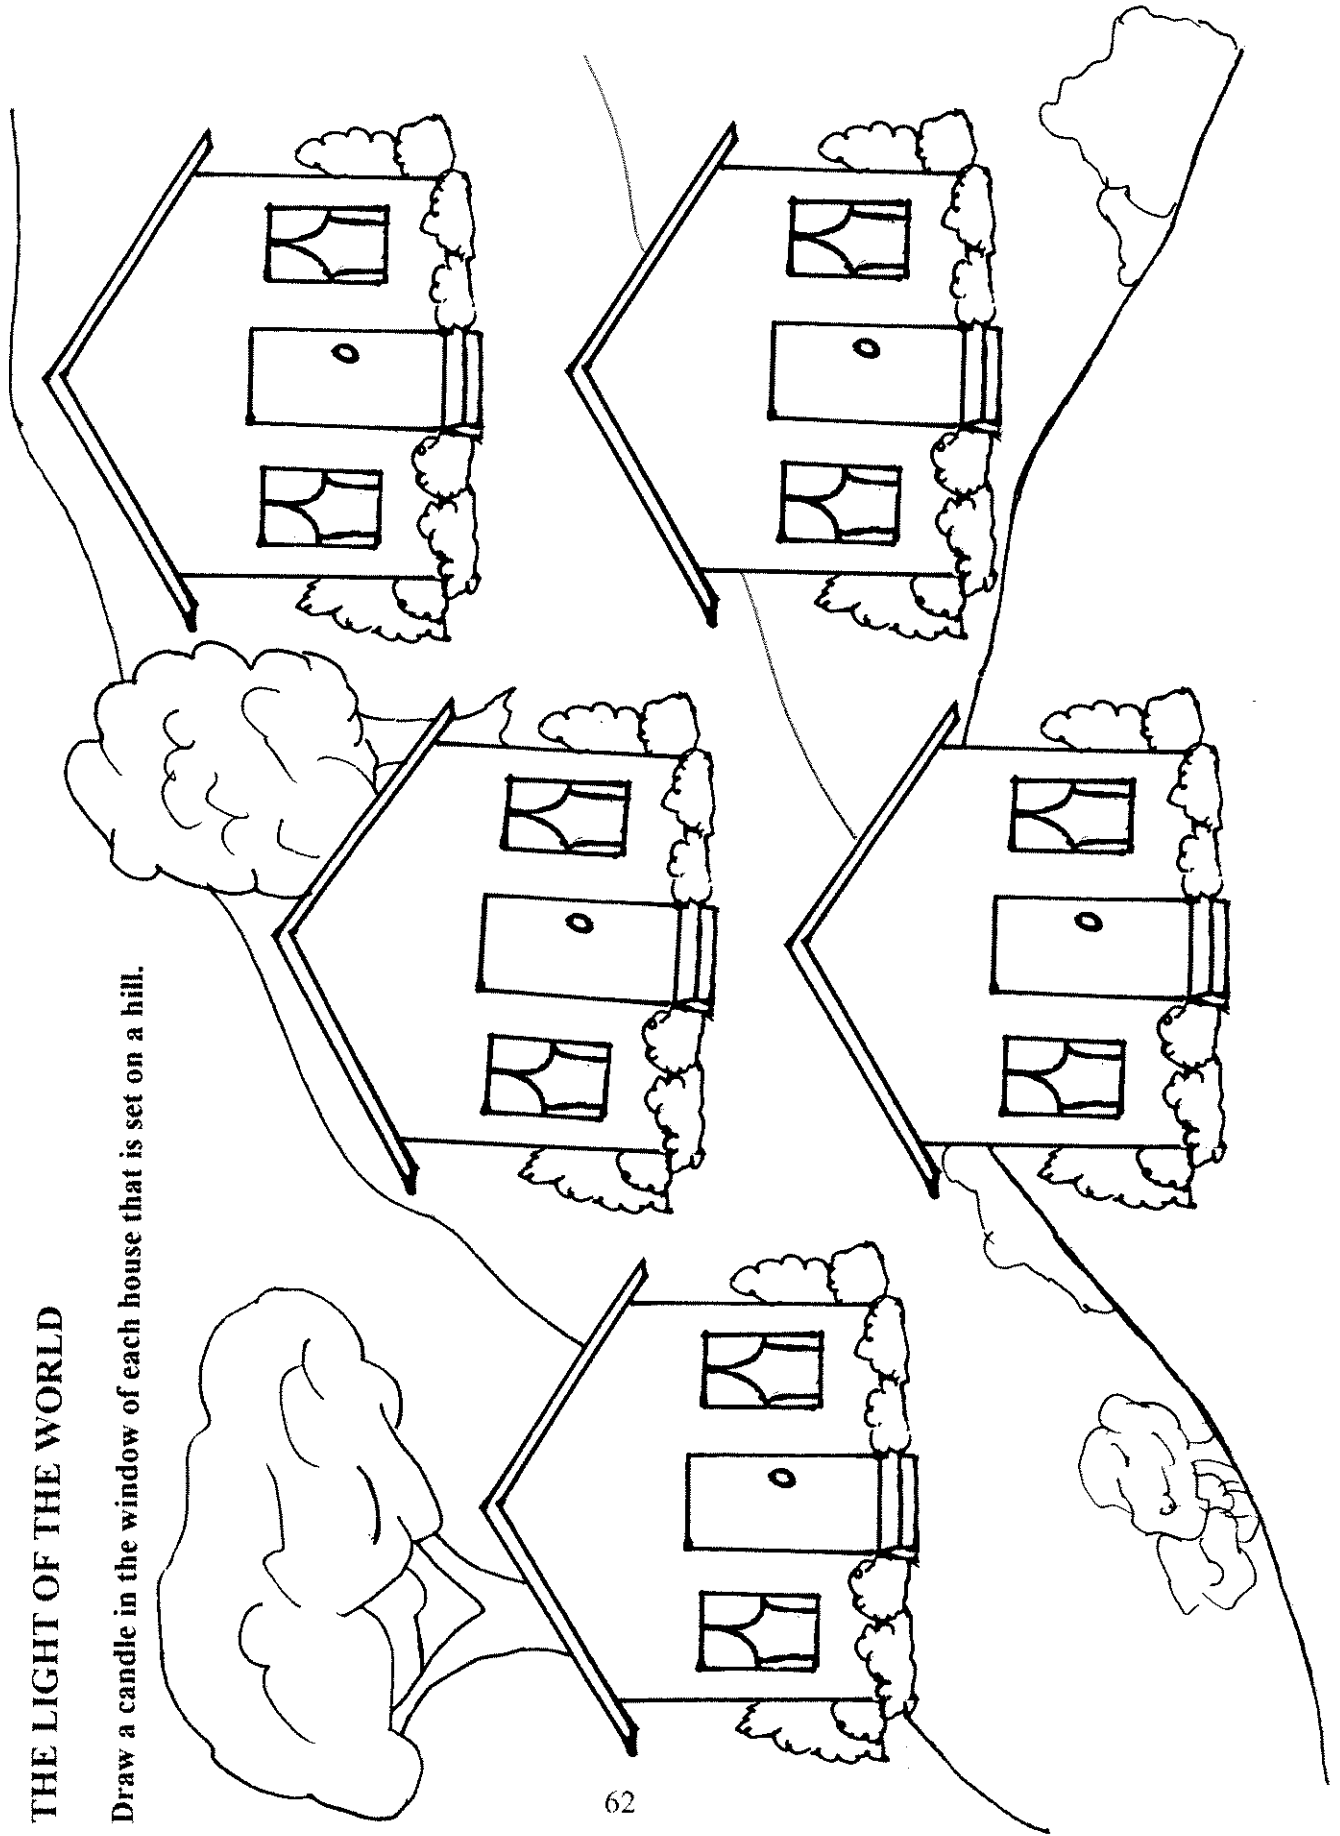 THE LIGHT OF THE WORLD
Draw a candle in the window of each house that is set on a hill.
62